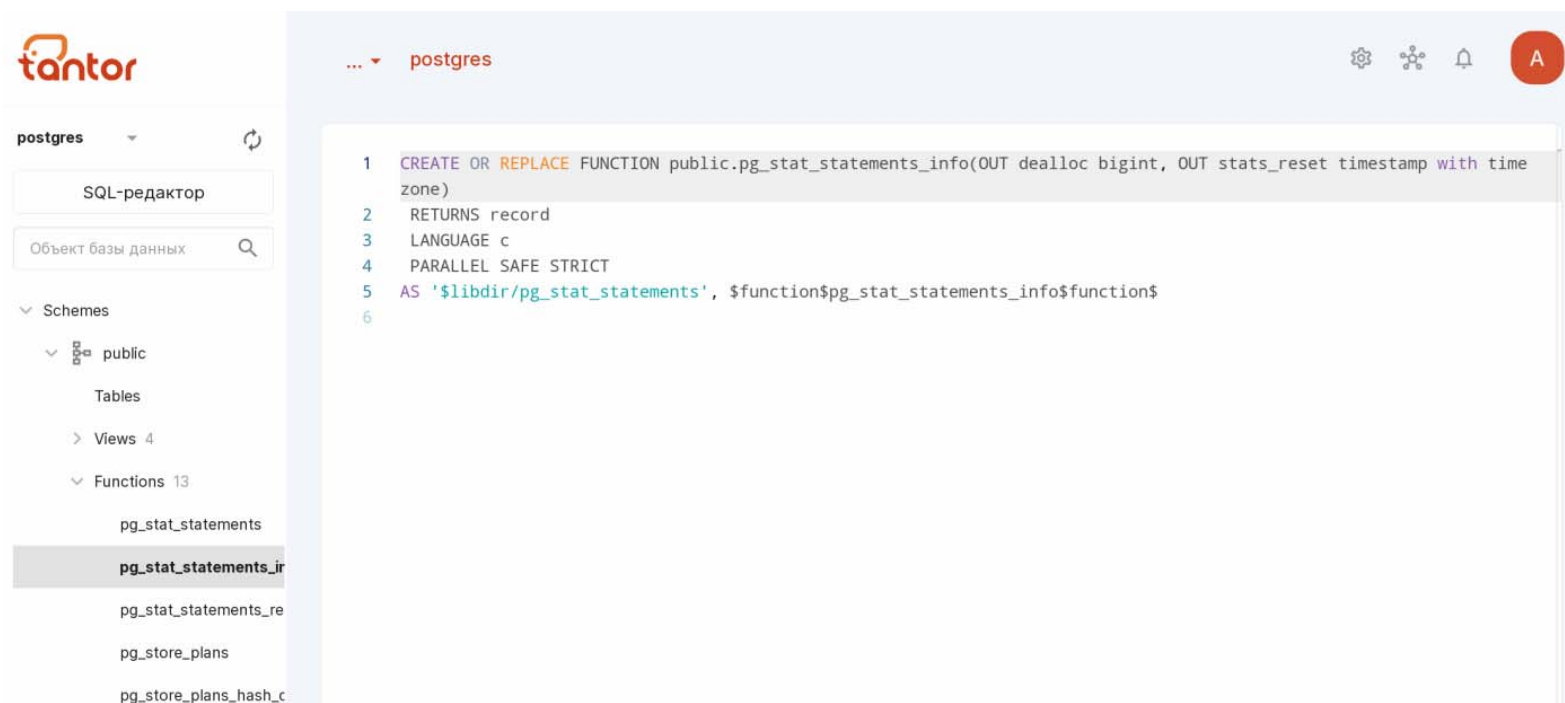 tantor
... postgres
A
postgres
SQL-редактор
Объект базы данных
Schemes
public
Tables
Views 4
Functions 13
pg_stat_statements
pg_stat_statements_in
pg_stat_statements_re
pg_store_plans
pg_store_plans_hash_c
1 CREATE OR REPLACE FUNCTION public.pg_stat_statements_info(OUT dealloc bigint, OUT stats_reset timestamp with time
zone)
2 RETURNS record
3 LANGUAGE c
4 PARALLEL SAFE STRICT
5 AS '$libdir/pg_stat_statements', $function$pg_stat_statements_info$function$
6